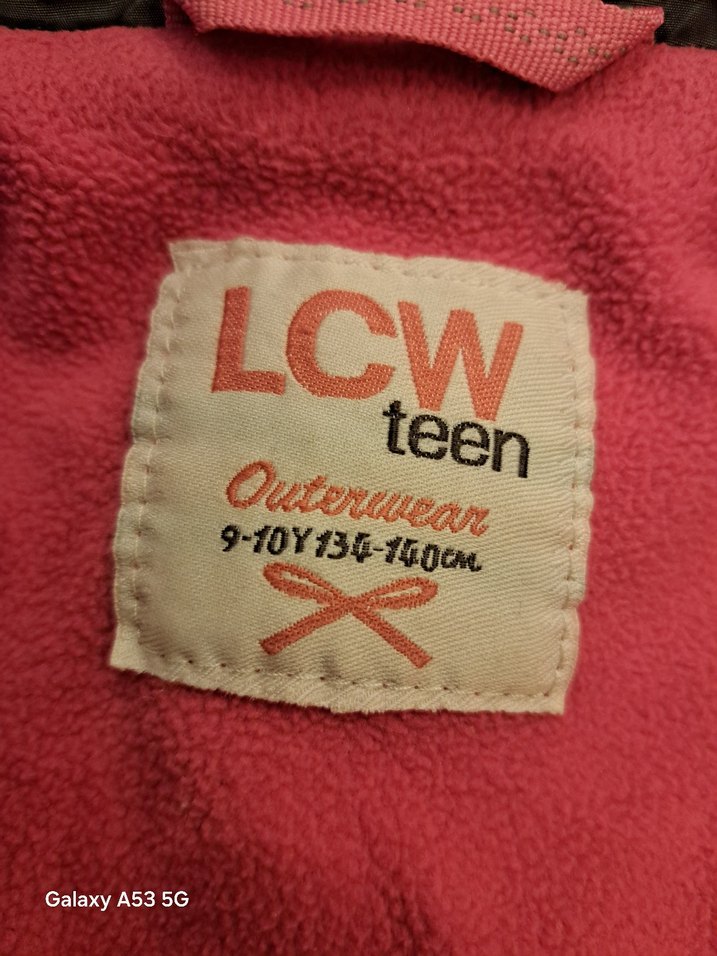 LCW
teen
Outerwear
9-10Y 134-140cm
Galaxy A53 5G